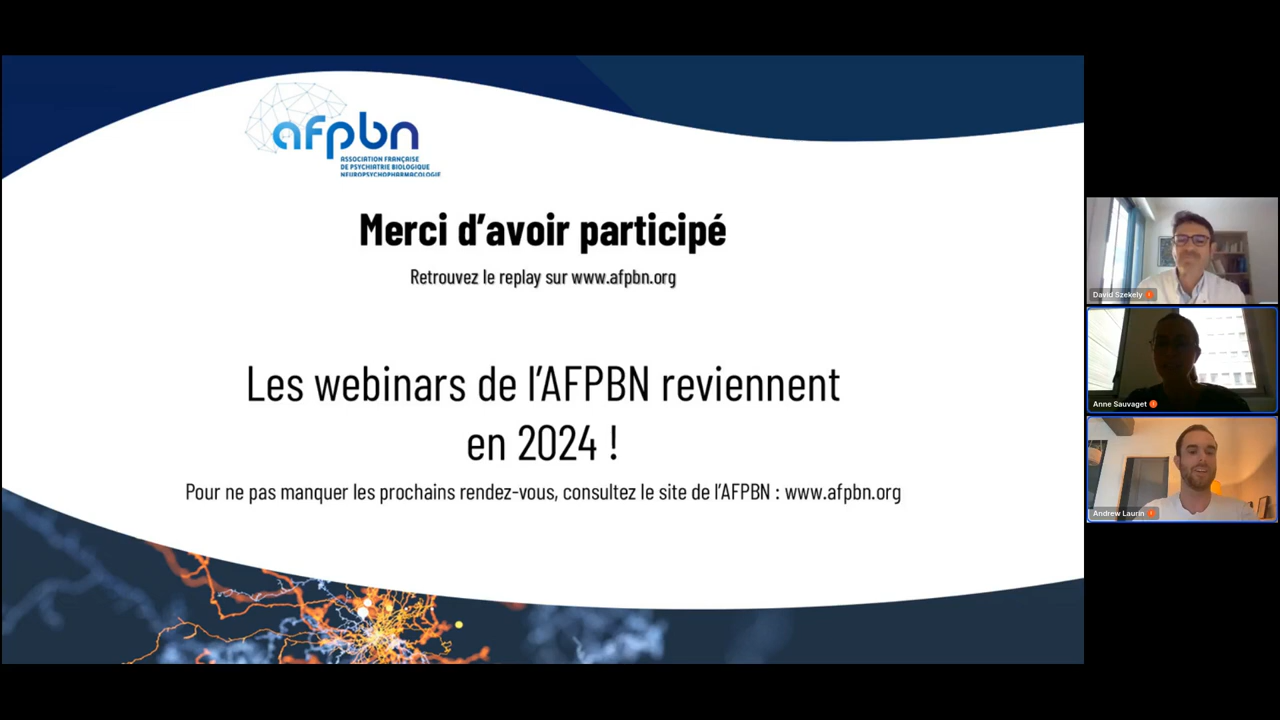 afpbn
ASSOCIATION FRANÇAISE
DE PSYCHIATRIE BIOLOGIQUE
NEUROPSYCHOPHARMACOLOGIE
Merci d’avoir participé
Retrouvez le replay sur www.afpbn.org
Les webinars de l’AFPBN reviennent
en 2024 !
Pour ne pas manquer les prochains rendez-vous, consultez le site de l’AFPBN : www.afpbn.org
David Szekely
Anne Sauvaget
Andrew Laurin